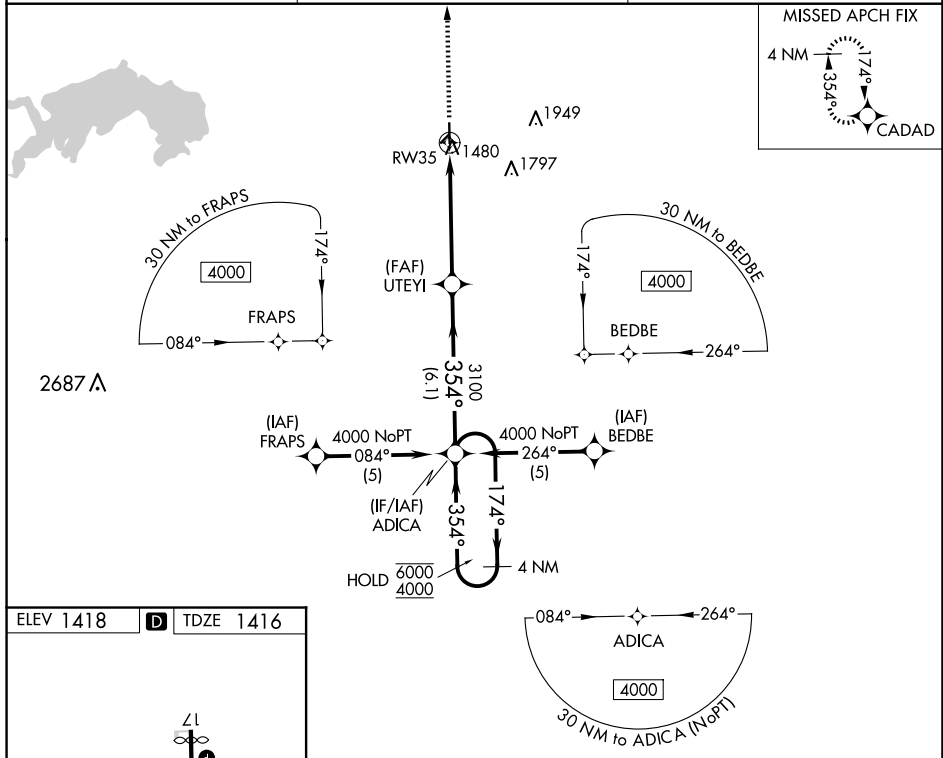 MISSED APCH FIX
4 NM
174°
354°
CADAD
1949
RW35
1480
1797
30 NM to FRAPS
4000
174°
FRAPS
084°
(FAF)
UTEYI
30 NM to BEDBE
4000
174°
BEDBE
264°
2687
354°
(6.1)
3100
(IAF)
FRAPS
4000 NoPT
084°
(5)
4000 NoPT
264°
(5)
(IAF)
BEDBE
(IF/IAF)
ADICA
354°
174°
HOLD 6000
4000
4 NM
ELEV 1418 D TDZE 1416
17
084°
264°
ADICA
4000
30 NM to ADICA (NoPT)